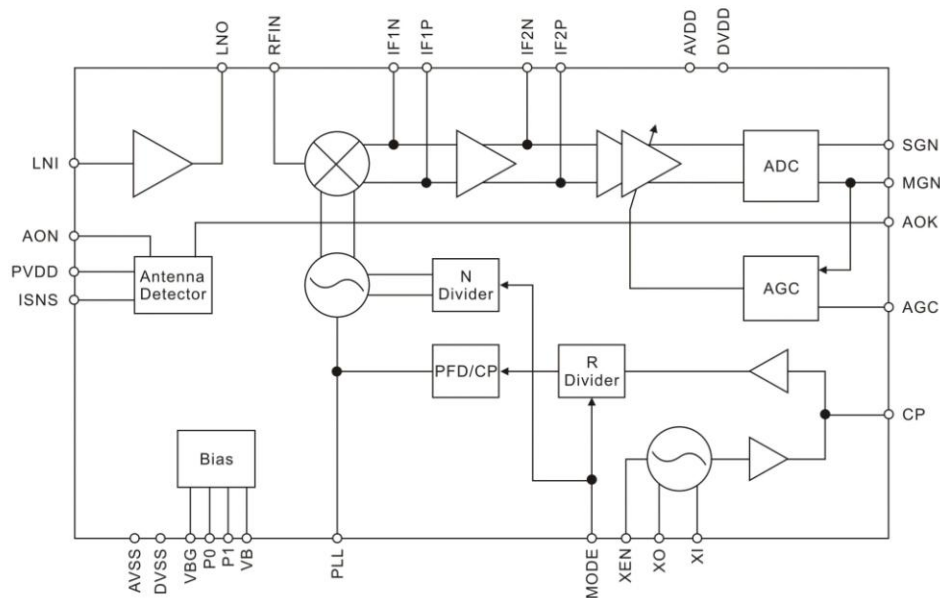 LNO
RFIN
IF1N
IF1P
IF2N
IF2P
AVDD
DVDD
LNI
ADC
SGN
MGN
AON
AOK
PVDD
ISNS
Antenna
Detector
N
Divider
AGC
AGC
PFD/CP
R
Divider
CP
Bias
AVSS
DVSS
VBG
P0
P1
VB
PLL
MODE
XEN
XO
XI